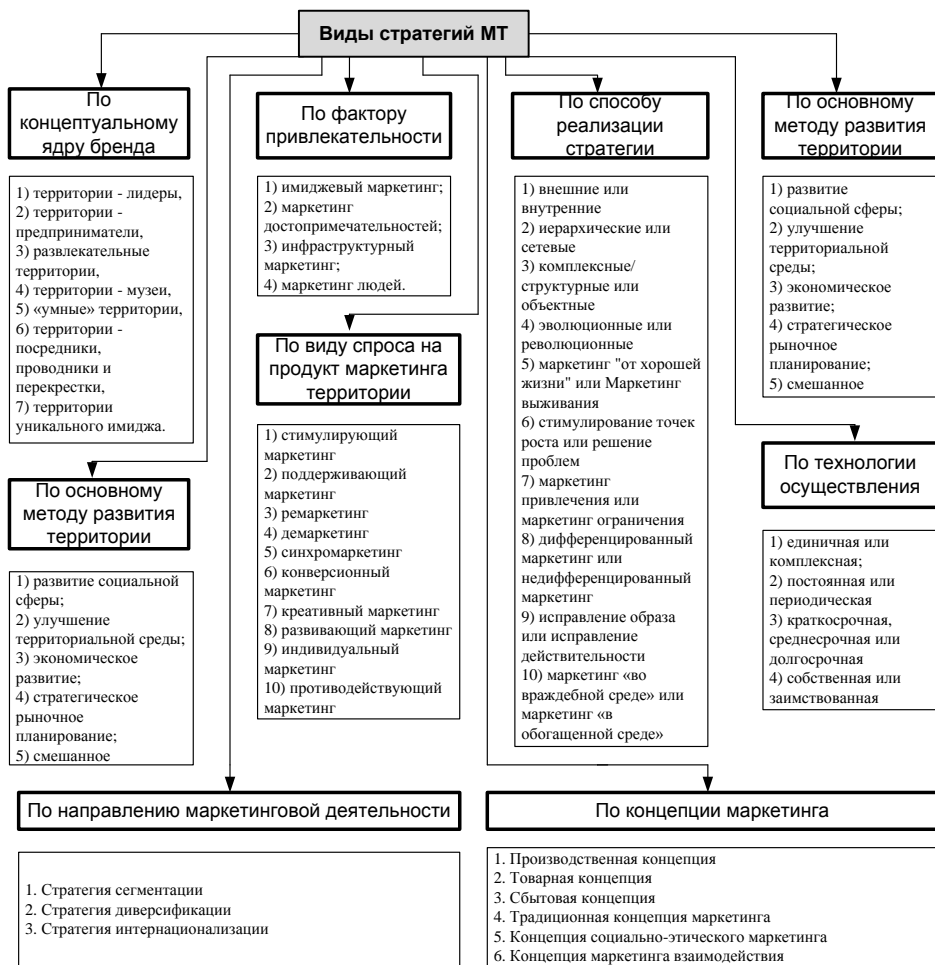 Виды стратегий МТ
По
концептуальному
ядру бренда
1) территории - лидеры,
2) территории -
предприниматели,
3) развлекательные
территории,
4) территории - музеи,
5) «умные» территории,
6) территории -
посредники,
проводники и
перекрестки,
7) территории
уникального имиджа.
По основному
методу развития
территории
1) развитие социальной
сферы;
2) улучшение
территориальной среды;
3) экономическое
развитие;
4) стратегическое
рыночное
планирование;
5) смешанное
По фактору
привлекательности
1) имиджевый маркетинг;
2) маркетинг
достопримечательностей;
3) инфраструктурный
маркетинг;
4) маркетинг людей.
По виду спроса на
продукт маркетинга
территории
1) стимулирующий
маркетинг
2) поддерживающий
маркетинг
3) ремаркетинг
4) демаркетинг
5) синхромаркетинг
6) конверсионный
маркетинг
7) креативный маркетинг
8) развивающий маркетинг
9) индивидуальный
маркетинг
10) противодействующий
маркетинг
По способу
реализации
стратегии
1) внешние или
внутренние
2) иерархические или
сетевые
3) комплексные/
структурные или
объектные
4) эволюционные или
революционные
5) маркетинг "от хорошей
жизни" или Маркетинг
выживания
6) стимулирование точек
роста или решение
проблем
7) маркетинг
привлечения или
маркетинг ограничения
8) дифференцированный
маркетинг или
недифференцированный
маркетинг
9) исправление образа
или исправление
действительности
10) маркетинг «во
враждебной среде» или
маркетинг «в
обогащенной среде»
По основному
методу развития
территории
1) развитие
социальной сферы;
2) улучшение
территориальной
среды;
3) экономическое
развитие;
4) стратегическое
рыночное
планирование;
5) смешанное
По технологии
осуществления
1) единичная или
комплексная;
2) постоянная или
периодическая
3) краткосрочная,
среднесрочная или
долгосрочная
4) собственная или
заимствованная
По направлению маркетинговой деятельности
1. Стратегия сегментации
2. Стратегия диверсификации
3. Стратегия интернационализации
По концепции маркетинга
1. Производственная концепция
2. Товарная концепция
3. Сбытовая концепция
4. Традиционная концепция маркетинга
5. Концепция социально-этического маркетинга
6. Концепция маркетинга взаимодействия